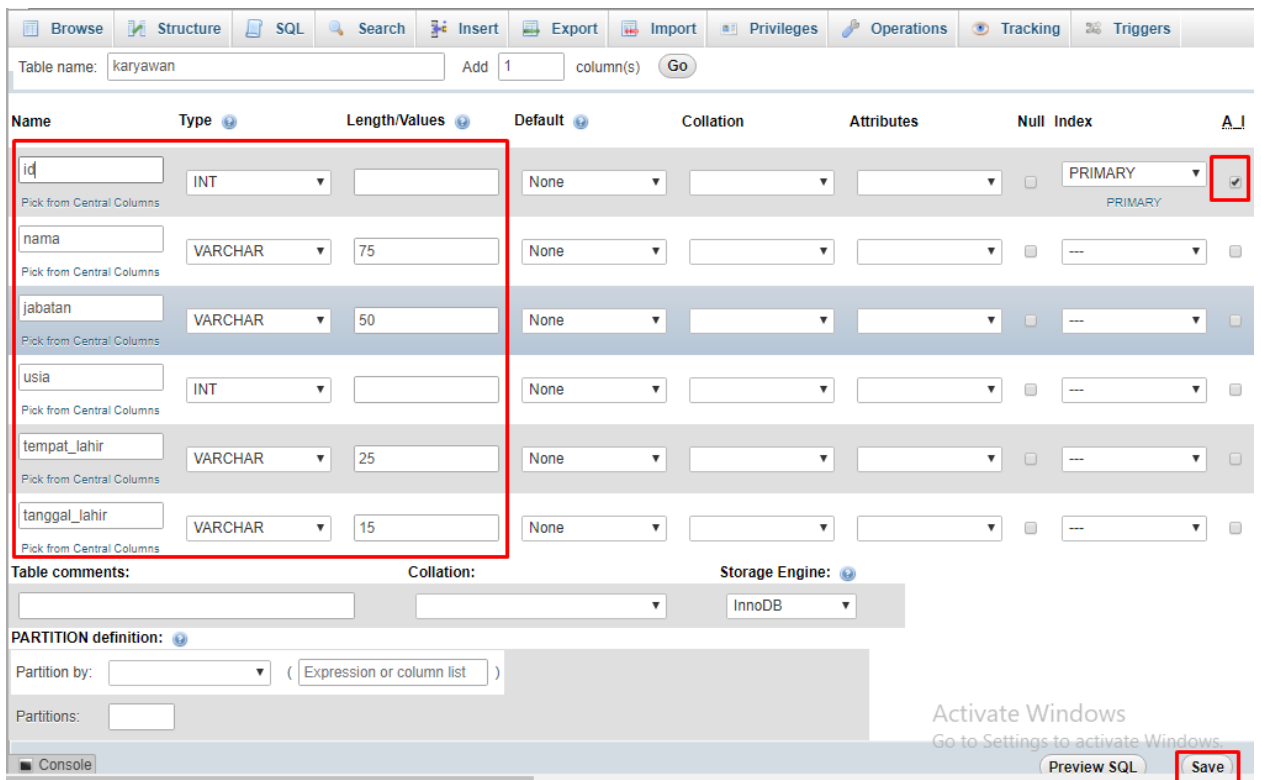 Browse Structure SQL Search Insert Export Import Privileges Operations Tracking Triggers
Table name: karyawan Add 1 column(s) Go
Name Type Length/Values Default Collation Attributes Null Index A_I
id INT None PRIMARY
Pick from Central Columns PRIMARY
nama VARCHAR 75 None ---
Pick from Central Columns
jabatan VARCHAR 50 None ---
Pick from Central Columns
usia INT None ---
Pick from Central Columns
tempat_lahir VARCHAR 25 None ---
Pick from Central Columns
tanggal_lahir VARCHAR 15 None ---
Pick from Central Columns
Table comments: Collation: Storage Engine:
InnoDB
PARTITION definition:
Partition by: ( Expression or column list )
Partitions:
Activate Windows
Go to Settings to activate Windows.
Console Preview SQL Save